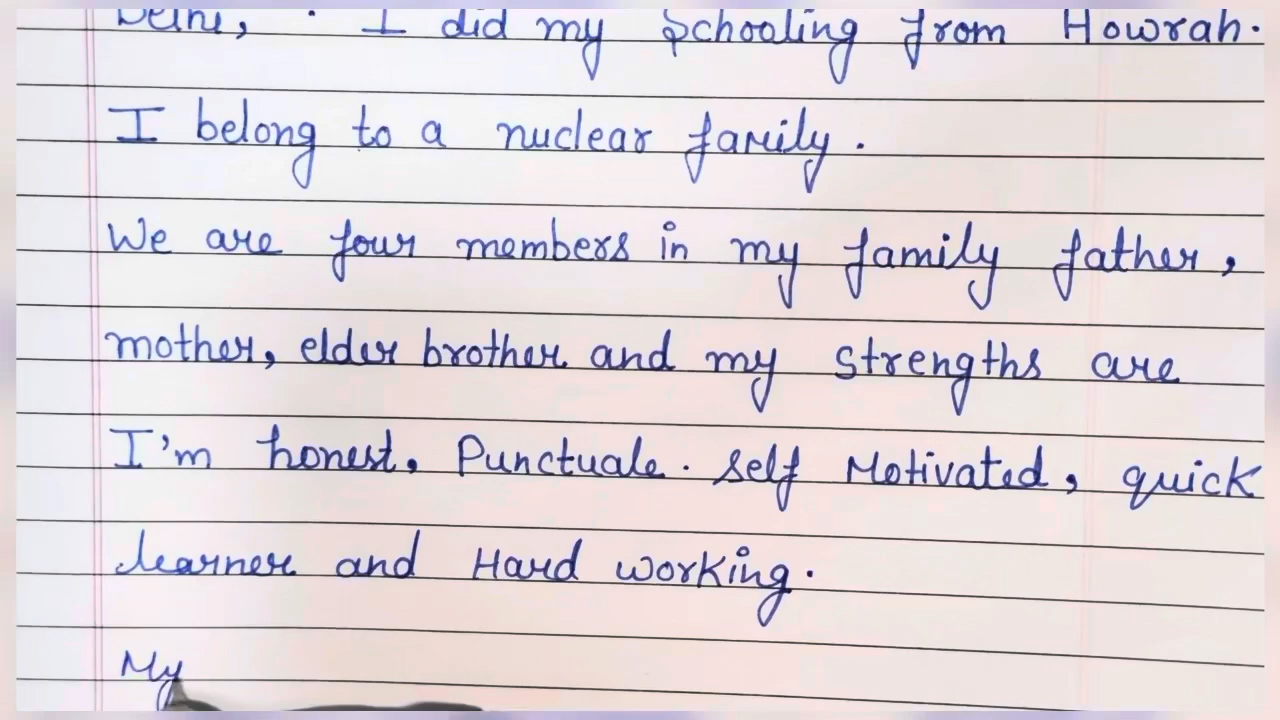 Delhi, . I did my Schooling from Howrah.
I belong to a nuclear family.
We are four members in my family father,
mother, elder brother and my strengths are
I'm honest, Punctuale. Self Motivated, quick
learner and Hard working.
My